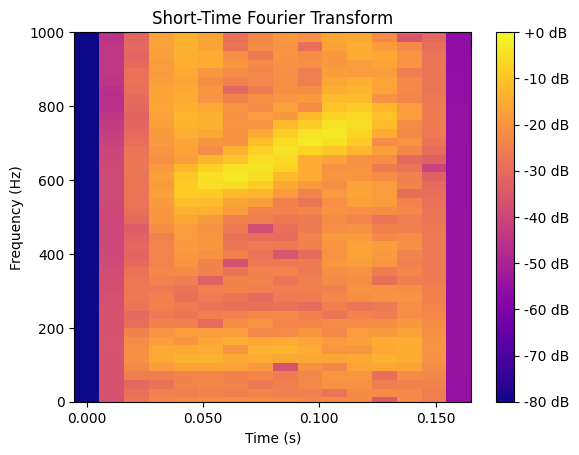 Short-Time Fourier Transform
1000
800
600
400
200
0
Frequency (Hz)
0.000
0.050
0.100
0.150
Time (s)
+0 dB
-10 dB
-20 dB
-30 dB
-40 dB
-50 dB
-60 dB
-70 dB
-80 dB